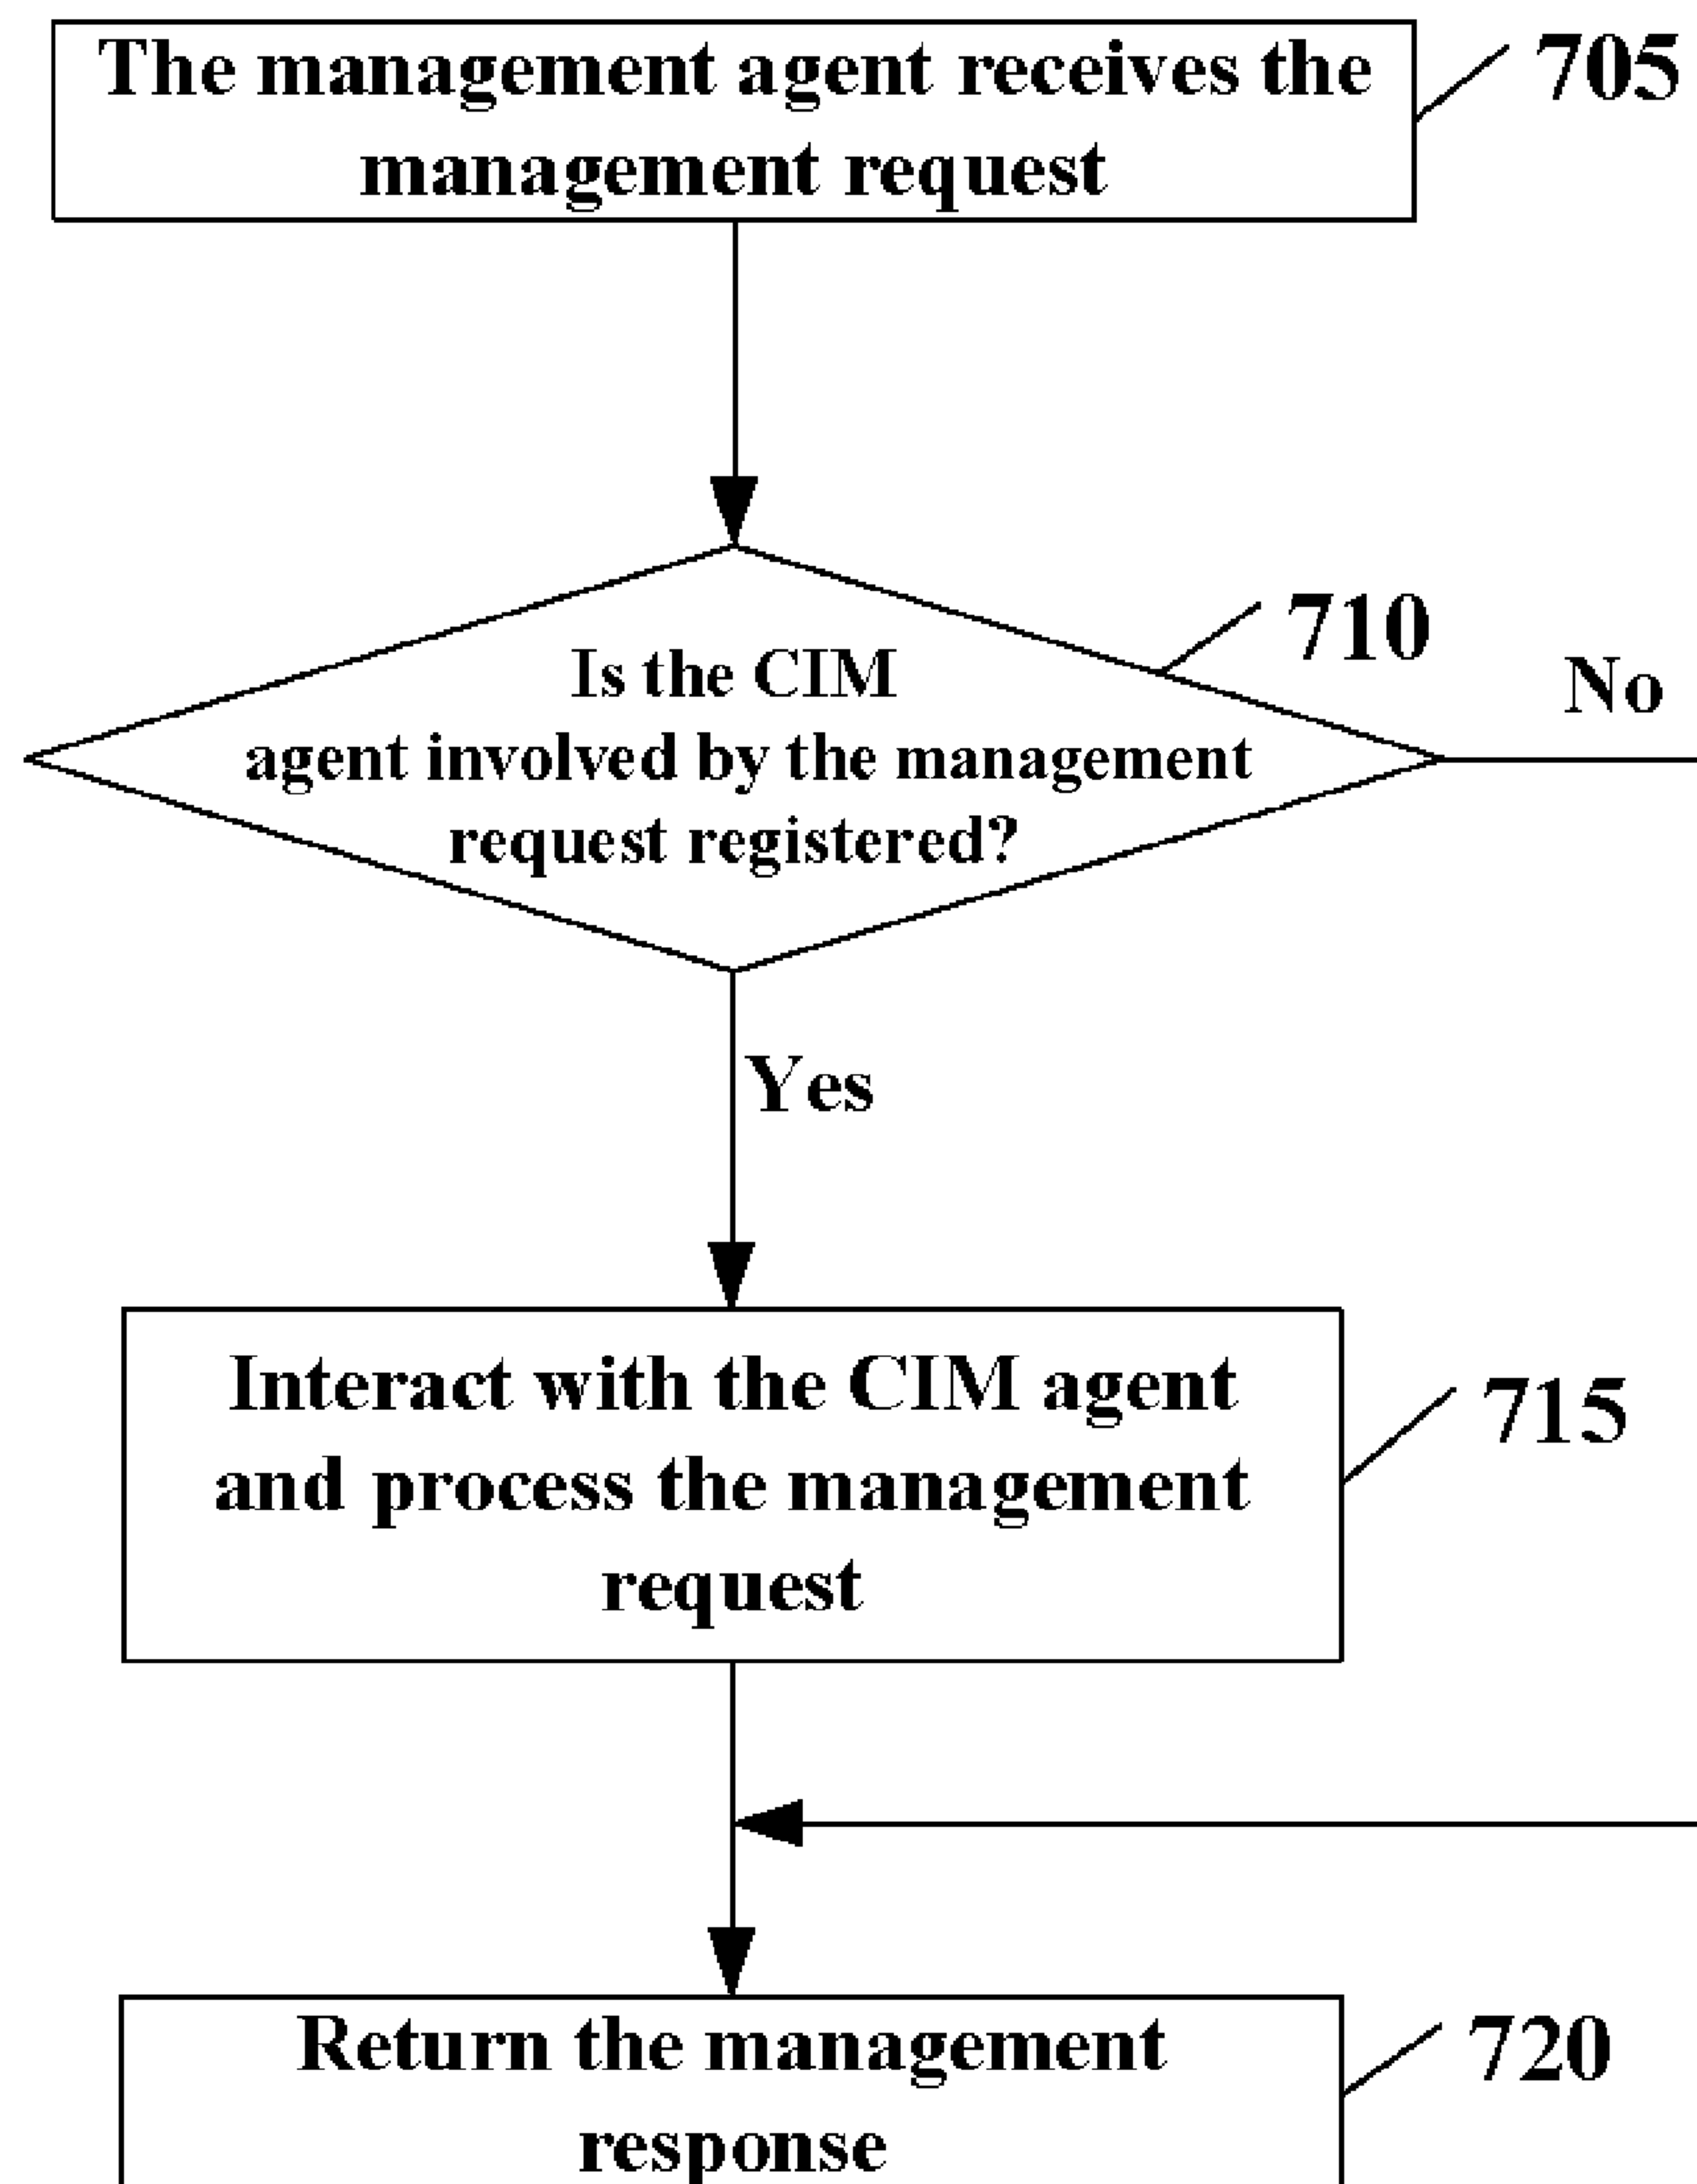 The management agent receives the
management request
705
710
Is the CIM
agent involved by the management
request registered?
No
Yes
Interact with the CIM agent
and process the management
request
715
Return the management
response
720